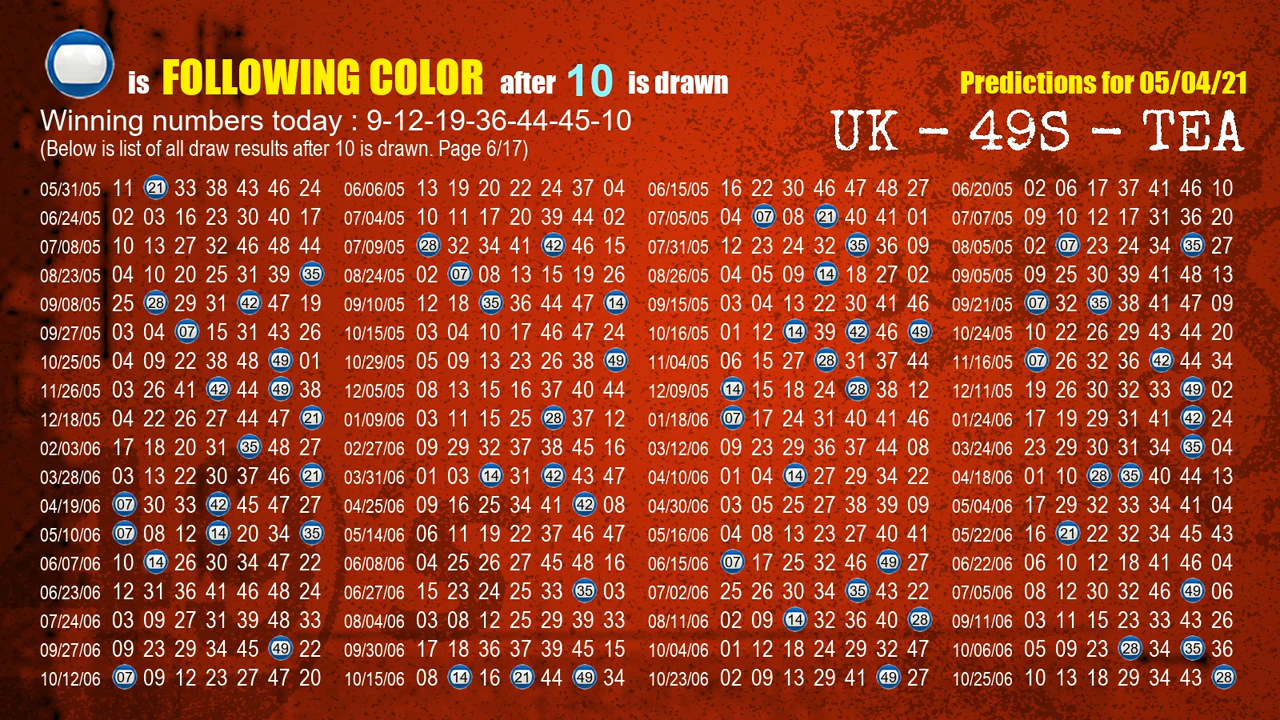 is FOLLOWING COLOR after 10 is drawn
Predictions for 05/04/21
Winning numbers today : 9-12-19-36-44-45-10
UK - 49S - TEA
(Below is list of all draw results after 10 is drawn. Page 6/17)
05/31/05 11 21 33 38 43 46 24 06/06/05 13 19 20 22 24 37 04 06/15/05 16 22 30 46 47 48 27 06/20/05 02 06 17 37 41 46 10
06/24/05 02 03 16 23 30 40 17 07/04/05 10 11 17 20 39 44 02 07/05/05 04 07 08 21 40 41 01 07/07/05 09 10 12 17 31 36 20
07/08/05 10 13 27 32 46 48 44 07/09/05 28 32 34 41 42 46 15 07/31/05 12 23 24 32 35 36 09 08/05/05 02 07 23 24 34 35 27
08/23/05 04 10 20 25 31 39 35 08/24/05 02 07 08 13 15 19 26 08/26/05 04 05 09 14 18 27 02 09/05/05 09 25 30 39 41 48 13
09/08/05 25 28 29 31 42 47 19 09/10/05 12 18 35 36 44 47 14 09/15/05 03 04 13 22 30 41 46 09/21/05 07 32 35 38 41 47 09
09/27/05 03 04 07 15 31 43 26 10/15/05 03 04 10 17 46 47 24 10/16/05 01 12 14 39 42 46 49 10/24/05 10 22 26 29 43 44 20
10/25/05 04 09 22 38 48 49 01 10/29/05 05 09 13 23 26 38 49 11/04/05 06 15 27 28 31 37 44 11/16/05 07 26 32 36 42 44 34
11/26/05 03 26 41 42 44 49 38 12/05/05 08 13 15 16 37 40 44 12/09/05 14 15 18 24 28 38 12 12/11/05 19 26 30 32 33 49 02
12/18/05 04 22 26 27 44 47 21 01/09/06 03 11 15 25 28 37 12 01/18/06 07 17 24 31 40 41 46 01/24/06 17 19 29 31 41 42 24
02/03/06 17 18 20 31 35 48 27 02/27/06 09 29 32 37 38 45 16 03/12/06 09 23 29 36 37 44 08 03/24/06 23 29 30 31 34 35 04
03/28/06 03 13 22 30 37 46 21 03/31/06 01 03 14 31 42 43 47 04/10/06 01 04 14 27 29 34 22 04/18/06 01 10 28 35 40 44 13
04/19/06 07 30 33 42 45 47 27 04/25/06 09 16 25 34 41 42 08 04/30/06 03 05 25 27 38 39 09 05/04/06 17 29 32 33 34 41 04
05/10/06 07 08 12 14 20 34 35 05/14/06 06 11 19 22 37 46 47 05/16/06 04 08 13 23 27 40 41 05/22/06 16 21 22 32 34 45 43
06/07/06 10 14 26 30 34 47 22 06/08/06 04 25 26 27 45 48 16 06/15/06 07 17 25 32 46 49 27 06/22/06 06 10 12 18 41 46 04
06/23/06 12 31 36 41 46 48 24 06/27/06 15 23 24 25 33 35 03 07/02/06 25 26 30 34 35 43 22 07/05/06 08 12 30 32 46 49 06
07/24/06 03 09 27 31 39 48 33 08/04/06 03 08 12 25 29 39 33 08/11/06 02 09 14 32 36 40 28 09/11/06 03 11 15 23 33 43 26
09/27/06 09 23 29 34 45 49 22 09/30/06 17 18 36 37 39 45 15 10/04/06 01 12 18 24 29 32 47 10/06/06 05 09 23 28 34 35 36
10/12/06 07 09 12 23 27 47 20 10/15/06 08 14 16 21 44 49 34 10/23/06 02 09 13 29 41 49 27 10/25/06 10 13 18 29 34 43 28